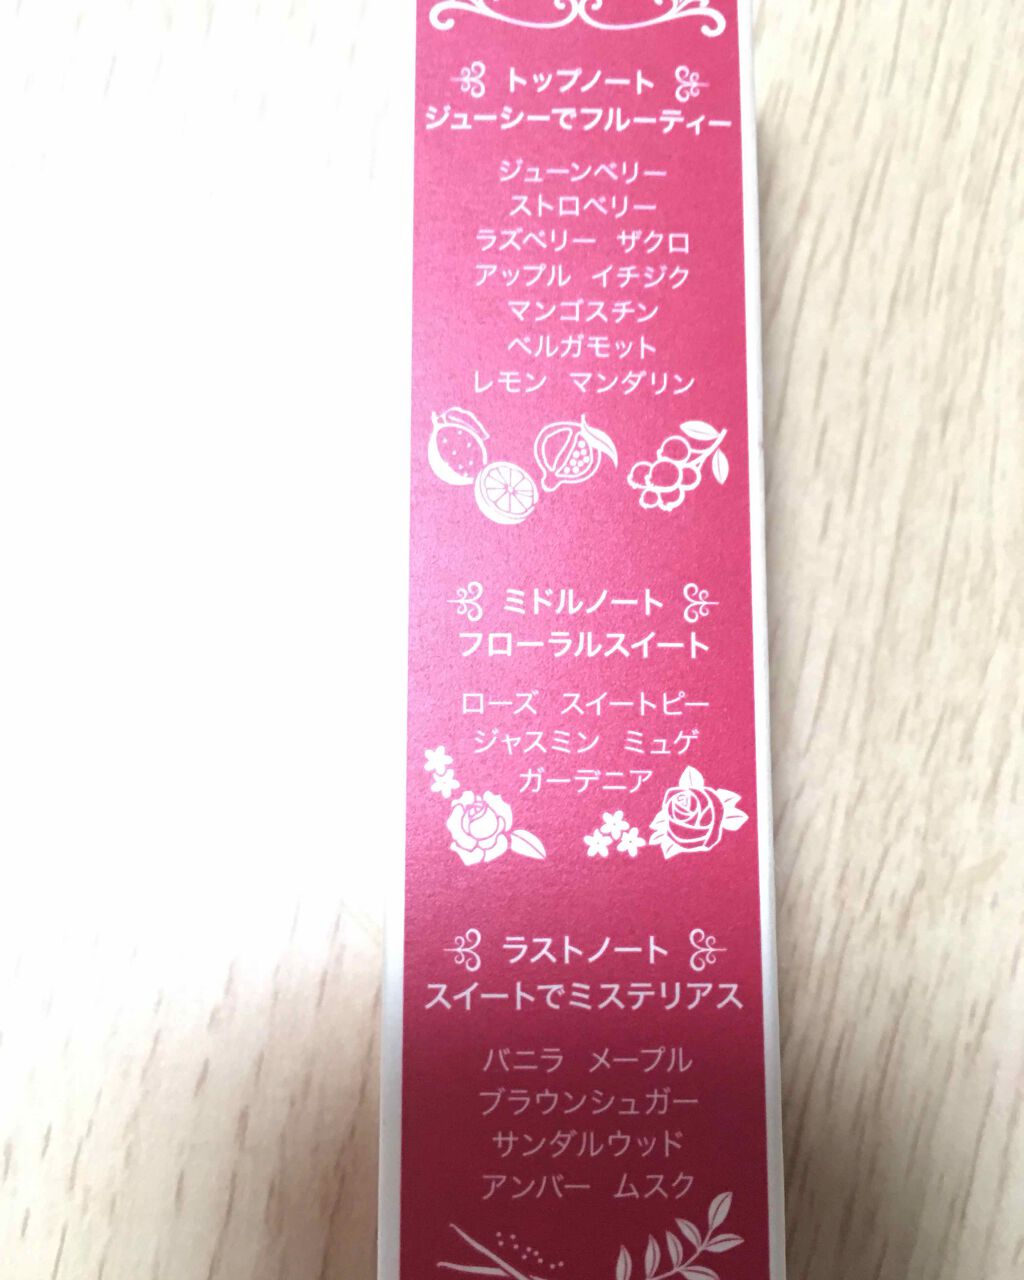 トップノート
ジューシーでフルーティー
ジューンベリー
ストロベリー
ラズベリー ザクロ
アップル イチジク
マンゴスチン
ベルガモット
レモン マンダリン
ミドルノート
フローラルスイート
ローズ スイートピー
ジャスミン ミュゲ
ガーデニア
ラストノート
スイートでミステリアス
バニラ メープル
ブラウンシュガー
サンダルウッド
アンバー ムスク